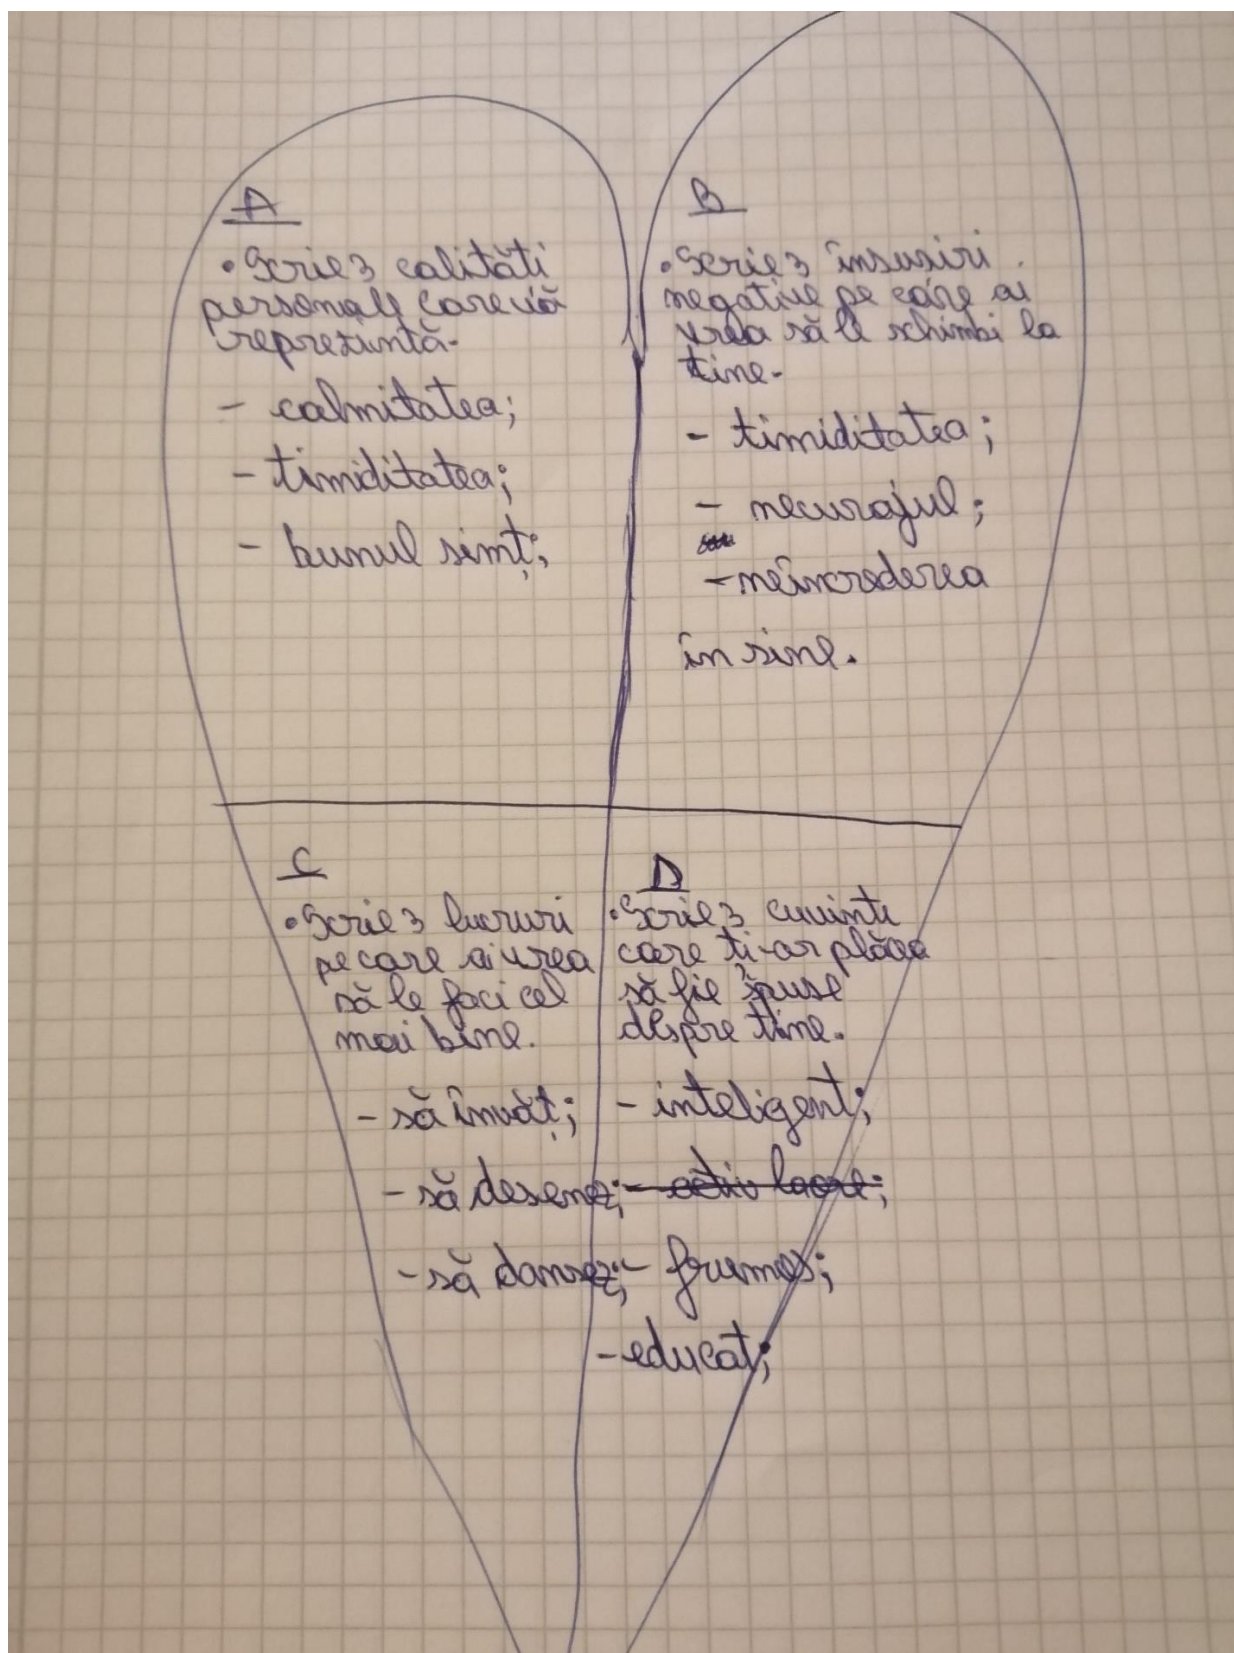 A
• Scrie 3 calități
personale care vă
reprezintă.
- calmitatea;
- timiditatea;
- bunul simț;
B
• Scrie 3 însusiri
negative pe care ai
vrea să le schimbi la
tine.
- timiditatea;
- necurajul;
- neîncrederea
în sine.
C
• Scrie 3 lucruri
pe care ai vrea
să le faci cel
mai bine.
- să învăț;
- să desenez;
- să dansez;
D
• Scrie 3 cuvinte
care ti-ar plăcea
să fie spuse
despre tine.
- inteligent;
- activ
- frumos;
- educat;